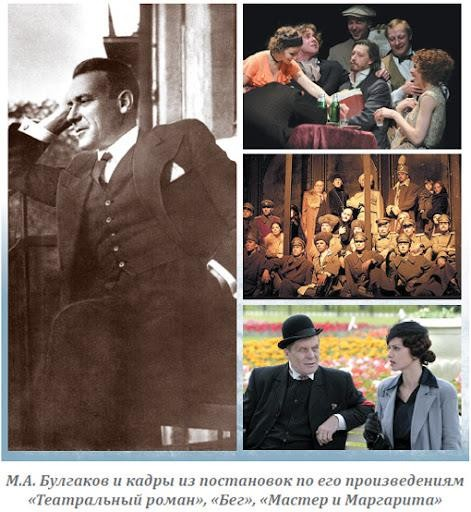 М.А. Булгаков и кадры из постановок по его произведениям
«Театральный роман», «Бег», «Мастер и Маргарита»